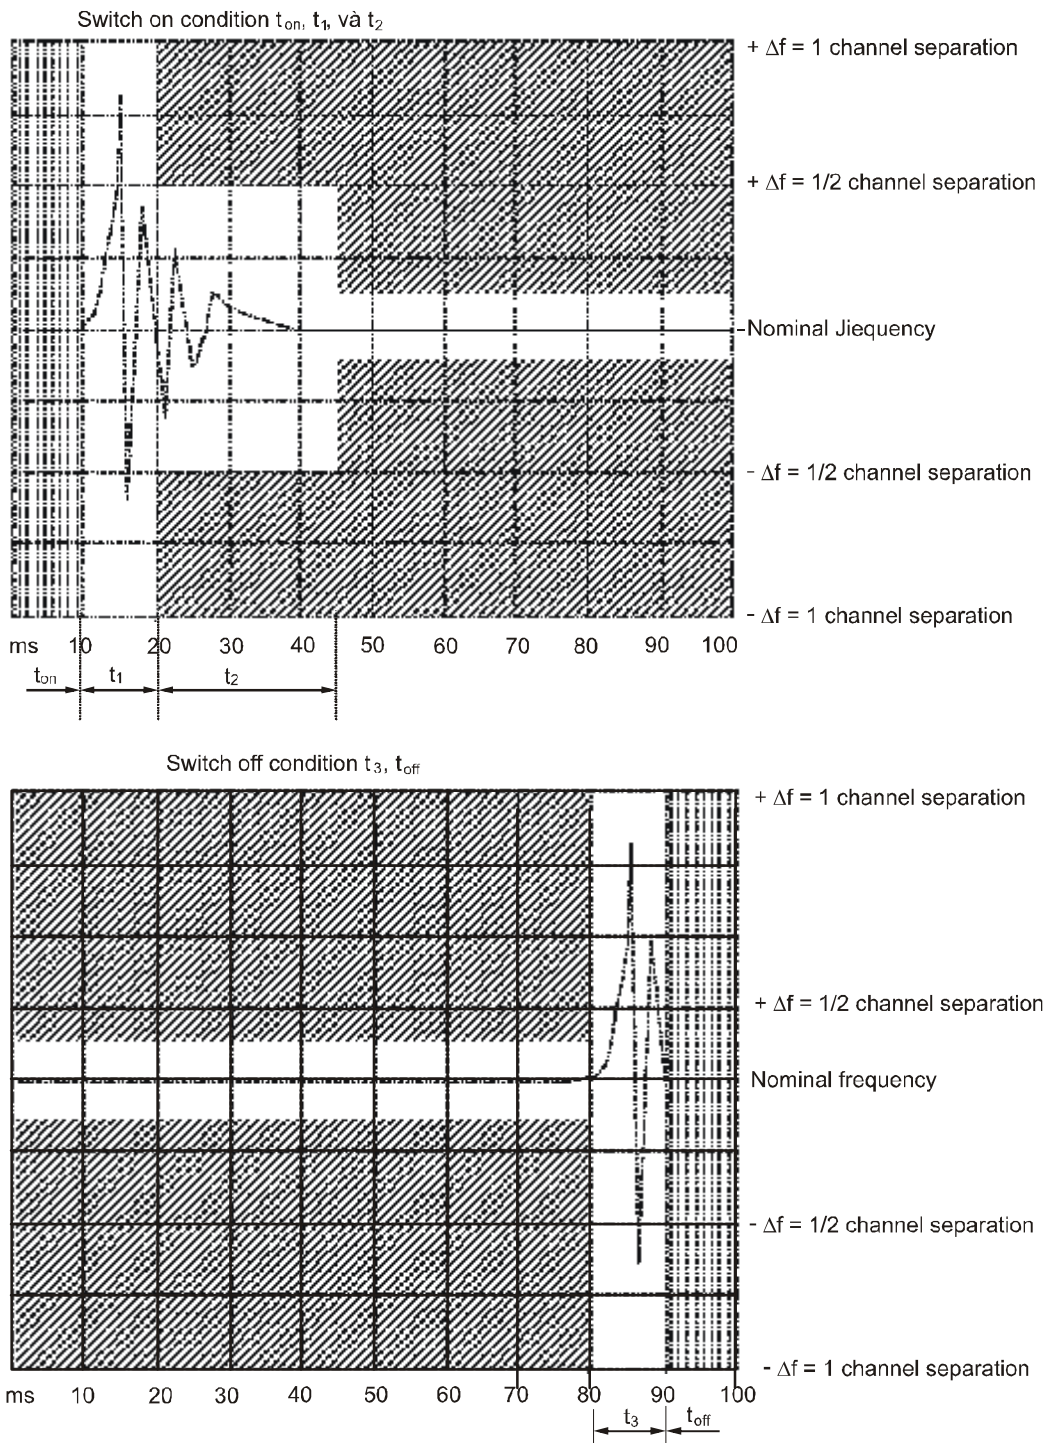 Switch on condition ton, t1, và t2
+ Δf = 1 channel separation
+ Δf = 1/2 channel separation
Nominal Jiequency
- Δf = 1/2 channel separation
- Δf = 1 channel separation
ms 10 20 30 40 50 60 70 80 90 100
ton t1 t2
Switch off condition t3, toff
+ Δf = 1 channel separation
+ Δf = 1/2 channel separation
Nominal frequency
- Δf = 1/2 channel separation
- Δf = 1 channel separation
ms 10 20 30 40 50 60 70 80 90 100
t3 toff